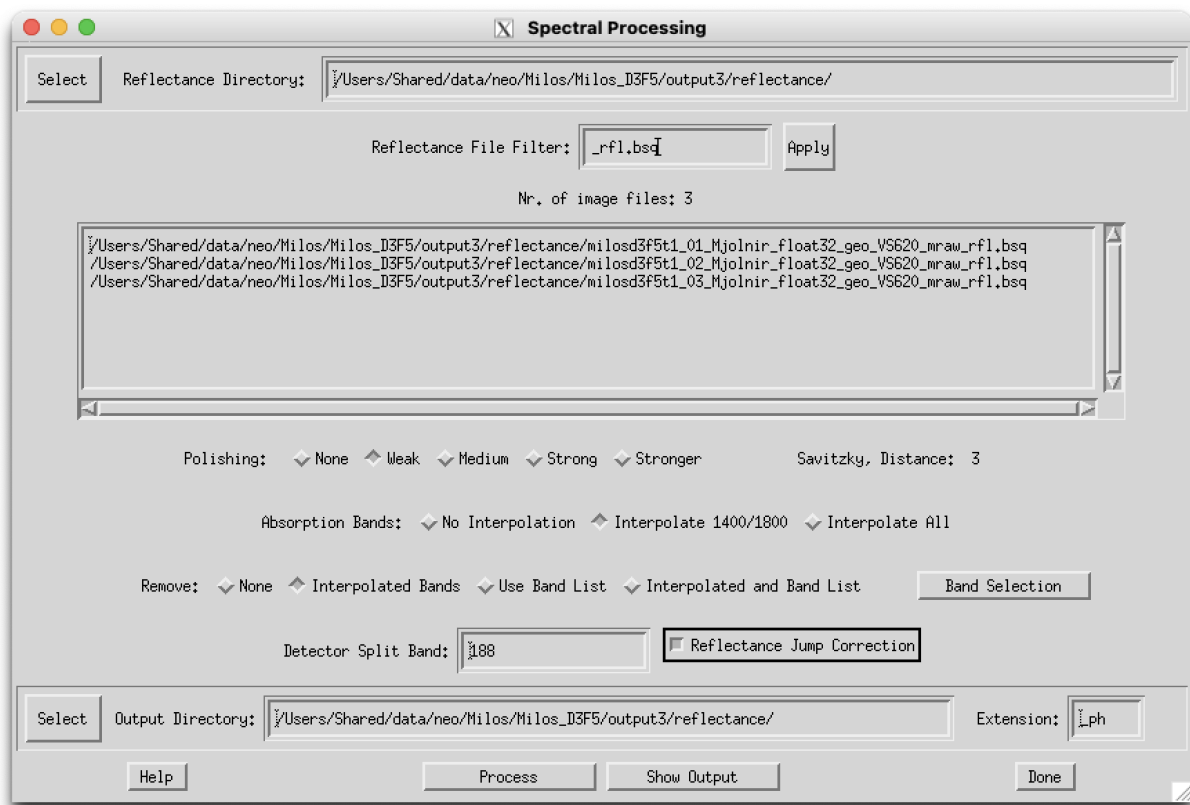 X Spectral Processing
Select Reflectance Directory: /Users/Shared/data/neo/Milos/Milos_D3F5/output3/reflectance/
Reflectance File Filter: _rfl.bsq Apply
Nr. of image files: 3
/Users/Shared/data/neo/Milos/Milos_D3F5/output3/reflectance/milosd3f5t1_01_Mjolnir_float32_geo_VS620_mraw_rfl.bsq
/Users/Shared/data/neo/Milos/Milos_D3F5/output3/reflectance/milosd3f5t1_02_Mjolnir_float32_geo_VS620_mraw_rfl.bsq
/Users/Shared/data/neo/Milos/Milos_D3F5/output3/reflectance/milosd3f5t1_03_Mjolnir_float32_geo_VS620_mraw_rfl.bsq
Polishing: None Weak Medium Strong Stronger Savitzky, Distance: 3
Absorption Bands: No Interpolation Interpolate 1400/1800 Interpolate All
Remove: None Interpolated Bands Use Band List Interpolated and Band List Band Selection
Detector Split Band: 188 Reflectance Jump Correction
Select Output Directory: /Users/Shared/data/neo/Milos/Milos_D3F5/output3/reflectance/ Extension: _ph
Help Process Show Output Done